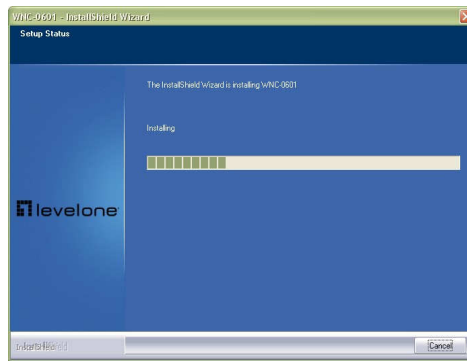 WNC-0601 - InstallShield Wizard
Setup Status
The InstallShield Wizard is installing WNC-0601
Installing
levelone
InstallShield
Cancel